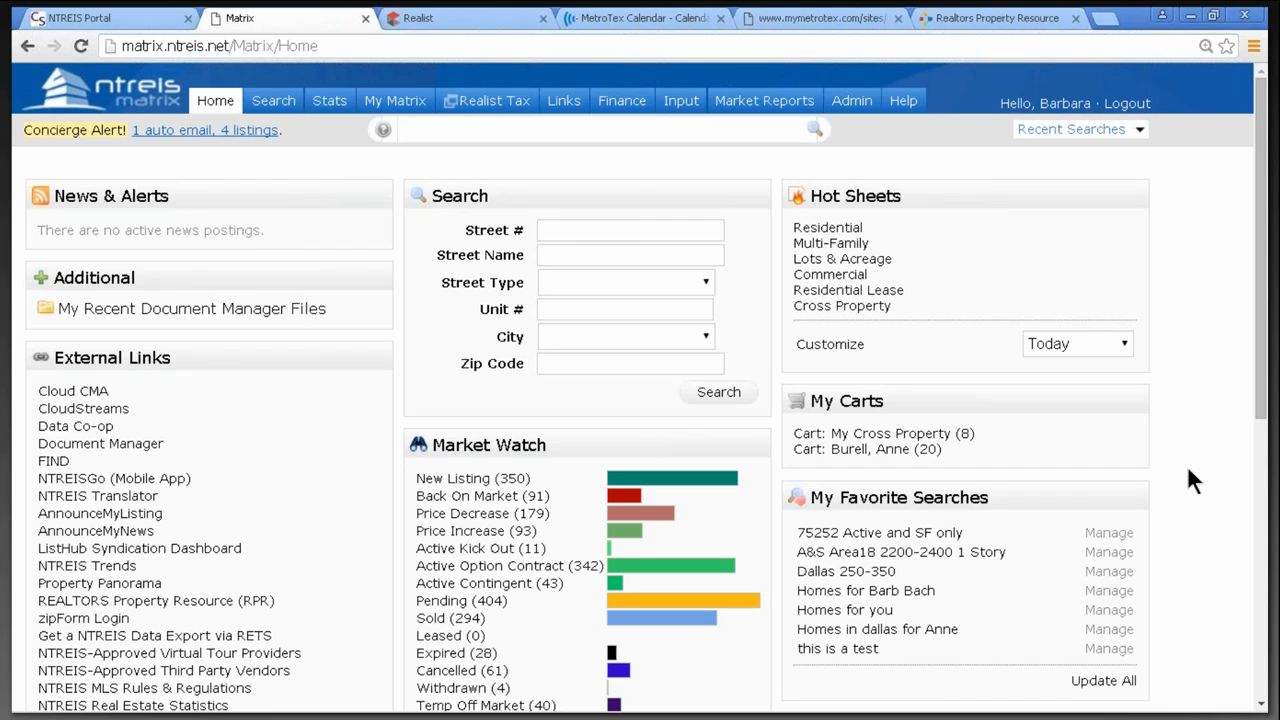 NTREIS Portal
Matrix
Realist
MetroTex Calendar - Calenda
www.mymetrotex.com/sites/
Realtors Property Resource
matrix.ntreis.net/Matrix/Home
ntreis
matrix
Home
Search
Stats
My Matrix
Realist Tax
Links
Finance
Input
Market Reports
Admin
Help
Hello, Barbara · Logout
Concierge Alert! 1 auto email, 4 listings.
Recent Searches
News & Alerts
There are no active news postings.
Additional
My Recent Document Manager Files
External Links
Cloud CMA
CloudStreams
Data Co-op
Document Manager
FIND
NTREISGo (Mobile App)
NTREIS Translator
AnnounceMyListing
AnnounceMyNews
ListHub Syndication Dashboard
NTREIS Trends
Property Panorama
REALTORS Property Resource (RPR)
zipForm Login
Get a NTREIS Data Export via RETS
NTREIS-Approved Virtual Tour Providers
NTREIS-Approved Third Party Vendors
NTREIS MLS Rules & Regulations
NTREIS Real Estate Statistics
Search
Street #
Street Name
Street Type
Unit #
City
Zip Code
Search
Market Watch
New Listing (350)
Back On Market (91)
Price Decrease (179)
Price Increase (93)
Active Kick Out (11)
Active Option Contract (342)
Active Contingent (43)
Pending (404)
Sold (294)
Leased (0)
Expired (28)
Cancelled (61)
Withdrawn (4)
Temp Off Market (40)
Hot Sheets
Residential
Multi-Family
Lots & Acreage
Commercial
Residential Lease
Cross Property
Customize
Today
My Carts
Cart: My Cross Property (8)
Cart: Burell, Anne (20)
My Favorite Searches
75252 Active and SF only Manage
A&S Area18 2200-2400 1 Story Manage
Dallas 250-350 Manage
Homes for Barb Bach Manage
Homes for you Manage
Homes in dallas for Anne Manage
this is a test Manage
Update All